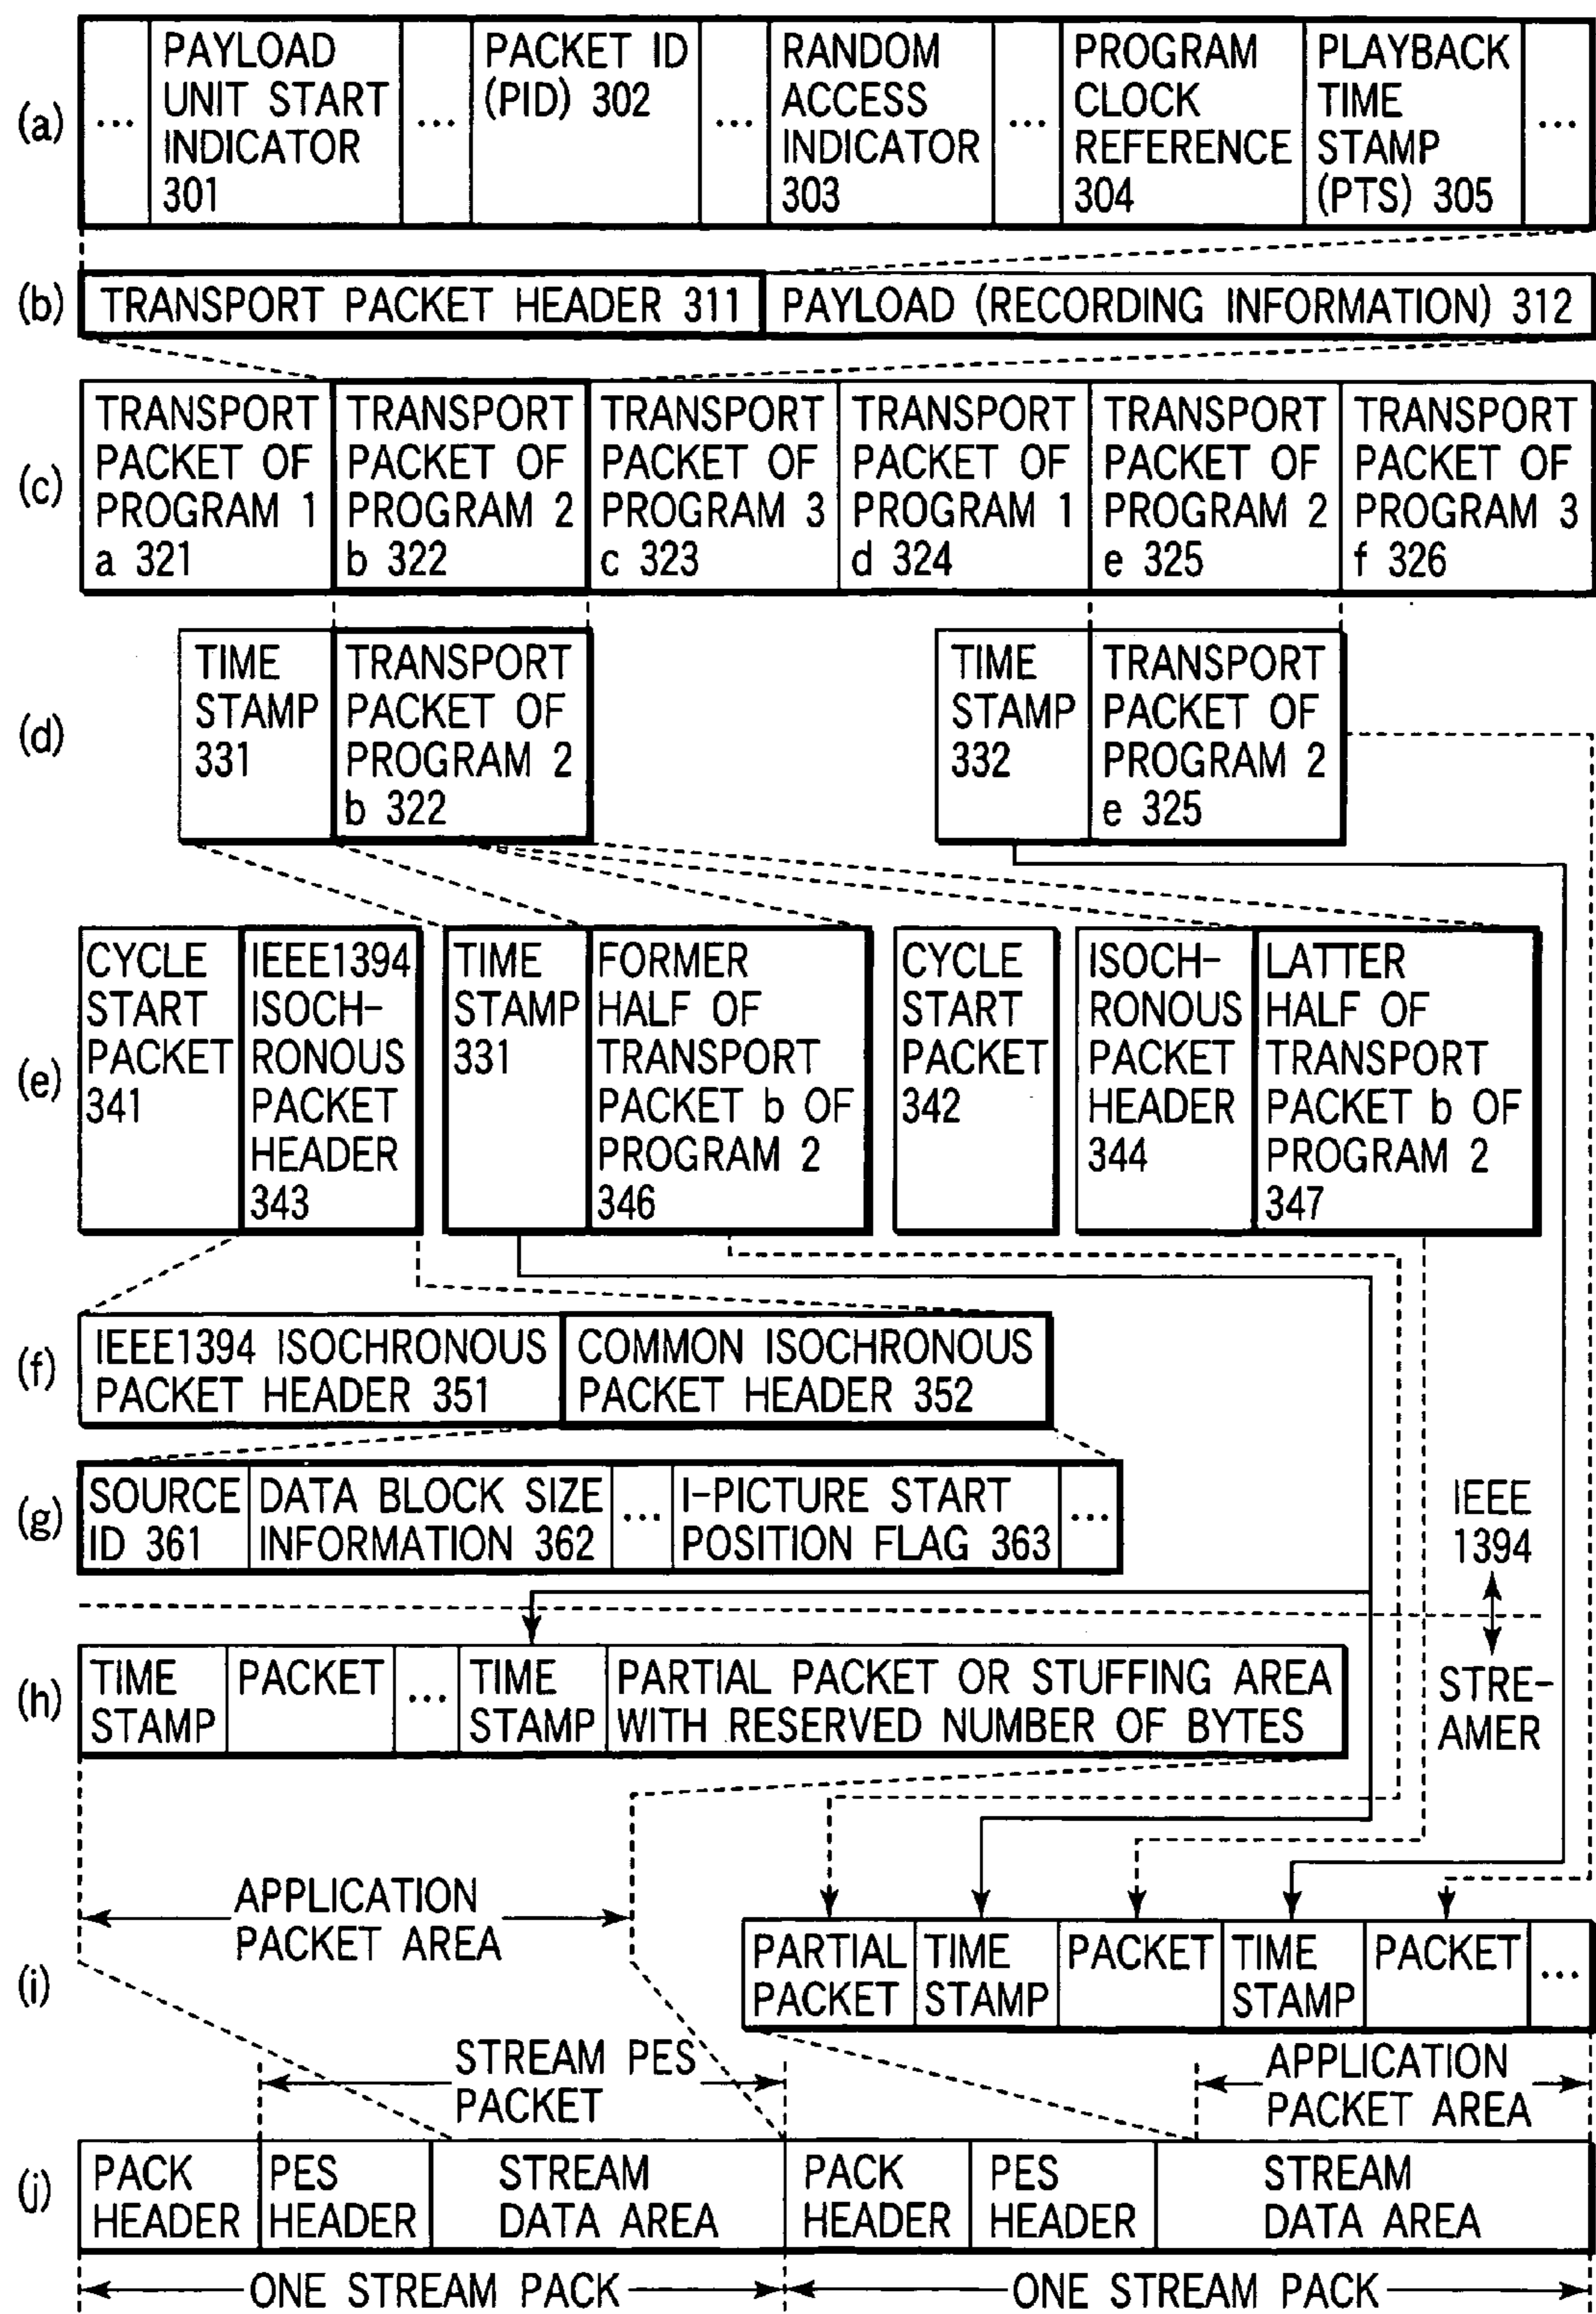 (a)
...
PAYLOAD
UNIT START
INDICATOR
301
...
PACKET ID
(PID) 302
...
RANDOM
ACCESS
INDICATOR
303
...
PROGRAM
CLOCK
REFERENCE
304
PLAYBACK
TIME
STAMP
(PTS) 305
...
(b)
TRANSPORT PACKET HEADER 311
PAYLOAD (RECORDING INFORMATION) 312
(c)
TRANSPORT
PACKET OF
PROGRAM 1
a 321
TRANSPORT
PACKET OF
PROGRAM 2
b 322
TRANSPORT
PACKET OF
PROGRAM 3
c 323
TRANSPORT
PACKET OF
PROGRAM 1
d 324
TRANSPORT
PACKET OF
PROGRAM 2
e 325
TRANSPORT
PACKET OF
PROGRAM 3
f 326
(d)
TIME
STAMP
331
TRANSPORT
PACKET OF
PROGRAM 2
b 322
TIME
STAMP
332
TRANSPORT
PACKET OF
PROGRAM 2
e 325
(e)
CYCLE
START
PACKET
341
IEEE1394
ISOCH-
RONOUS
PACKET
HEADER
343
TIME
STAMP
331
FORMER
HALF OF
TRANSPORT
PACKET b OF
PROGRAM 2
346
CYCLE
START
PACKET
342
ISOCH-
RONOUS
PACKET
HEADER
344
LATTER
HALF OF
TRANSPORT
PACKET b OF
PROGRAM 2
347
(f)
IEEE1394 ISOCHRONOUS
PACKET HEADER 351
COMMON ISOCHRONOUS
PACKET HEADER 352
(g)
SOURCE
ID 361
DATA BLOCK SIZE
INFORMATION 362
...
I-PICTURE START
POSITION FLAG 363
...
IEEE
1394
STRE-
AMER
(h)
TIME
STAMP
PACKET
...
TIME
STAMP
PARTIAL PACKET OR STUFFING AREA
WITH RESERVED NUMBER OF BYTES
APPLICATION
PACKET AREA
(i)
PARTIAL
PACKET
TIME
STAMP
PACKET
TIME
STAMP
PACKET
...
STREAM PES
PACKET
APPLICATION
PACKET AREA
(j)
PACK
HEADER
PES
HEADER
STREAM
DATA AREA
PACK
HEADER
PES
HEADER
STREAM
DATA AREA
ONE STREAM PACK
ONE STREAM PACK